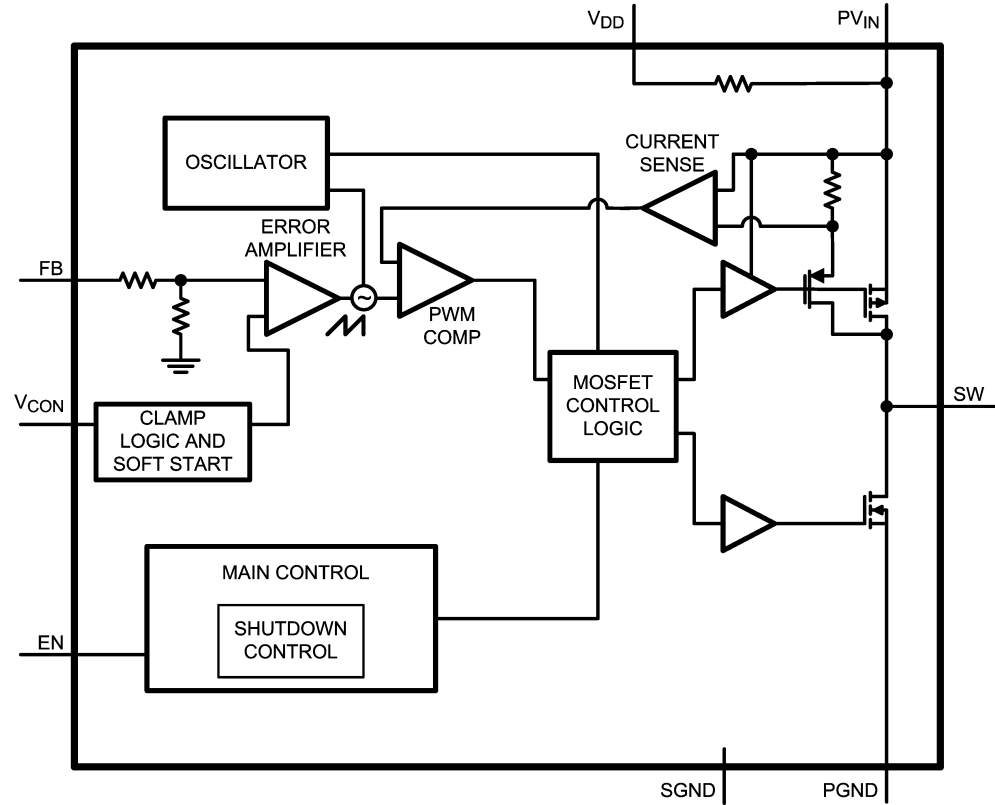 VDD
PVIN
CURRENT
SENSE
OSCILLATOR
ERROR
AMPLIFIER
FB
~
PWM
COMP
MOSFET
CONTROL
LOGIC
VCON
CLAMP
LOGIC AND
SOFT START
SW
MAIN CONTROL
SHUTDOWN
CONTROL
EN
SGND
PGND